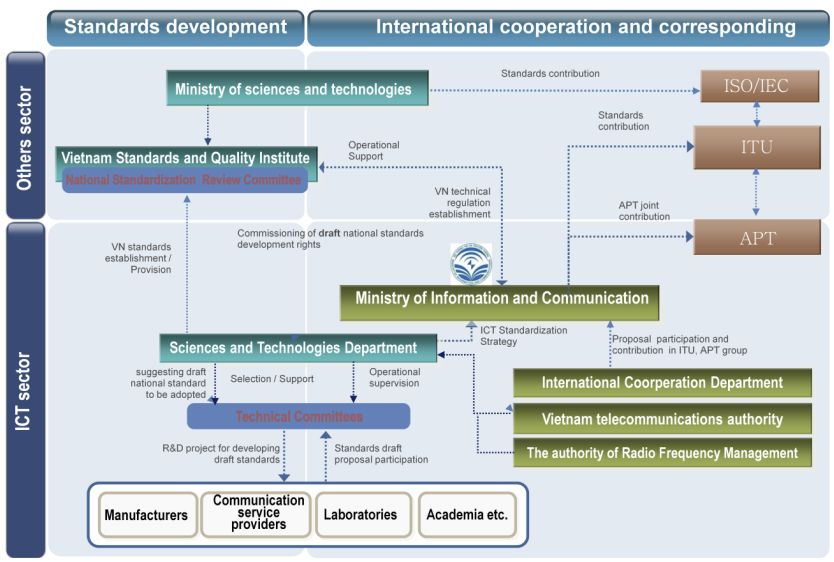 Standards development
International cooperation and corresponding
Others sector
Ministry of sciences and technologies
Standards contribution
ISO/IEC
Standards
contribution
ITU
Vietnam Standards and Quality Institute
National Standardization Review Committee
Operational
Support
VN technical
regulation
establishment
APT joint
contribution
APT
ICT sector
VN standards
establishment /
Provision
Commissioning of draft national standards
development rights
Ministry of Information and Communication
ICT Standardization
Strategy
Proposal participation and
contribution in ITU, APT group
Sciences and Technologies Department
suggesting draft
national standard
to be adopted
Selection / Support
Operational
supervision
International Coorperation Department
Technical Committees
Vietnam telecommunications authority
R&D project for developing
draft standards
Standards draft
proposal participation
The authority of Radio Frequency Management
Manufacturers
Communication
service
providers
Laboratories
Academia etc.